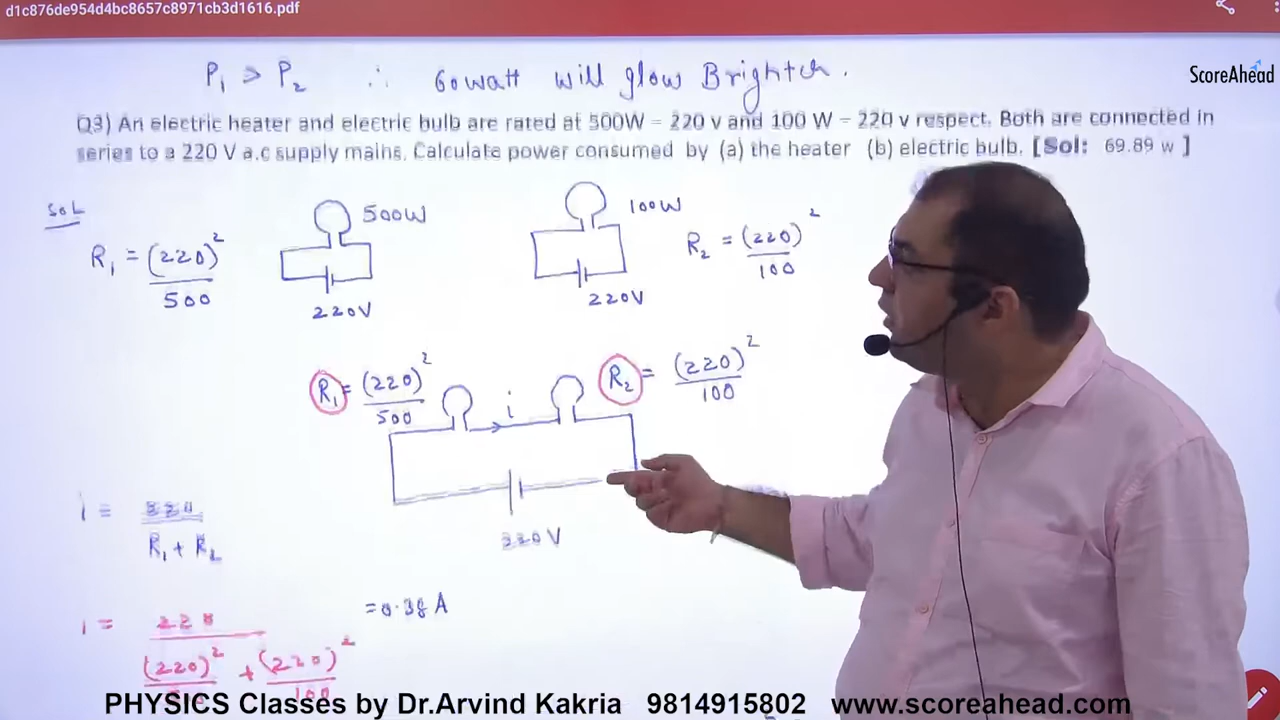 d1c876de954d4bc8657c8971cb3d1616.pdf
P₁ > P₂ ∴ 60 watt will glow Brighter.
ScoreAhead
Q3) An electric heater and electric bulb are rated at 500W – 220 v and 100 W – 220 v respect. Both are connected in
series to a 220 V a.c supply mains. Calculate power consumed by (a) the heater (b) electric bulb. [Sol: 69.89 w ]
Sol
500W
100W
R₁ = (220)² / 500
R₂ = (220)² / 100
220V
220V
R₁ = (220)² / 500
i
R₂ = (220)² / 100
220V
i = 220 / R₁ + R₂
= 0.38 A
i = 220 / (220)² + (220)² / 100
PHYSICS Classes by Dr.Arvind Kakria 9814915802 www.scoreahead.com